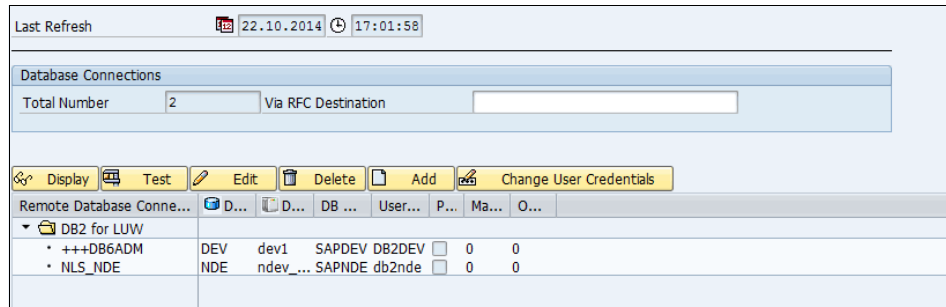 Last Refresh 22.10.2014 17:01:58
Database Connections
Total Number 2 Via RFC Destination
Display Test Edit Delete Add Change User Credentials
Remote Database Conne... D... D... DB ... User... P... Ma... O...
DB2 for LUW
+++DB6ADM DEV dev1 SAPDEV DB2DEV 0 0
NLS_NDE NDE ndev_... SAPNDE db2nde 0 0